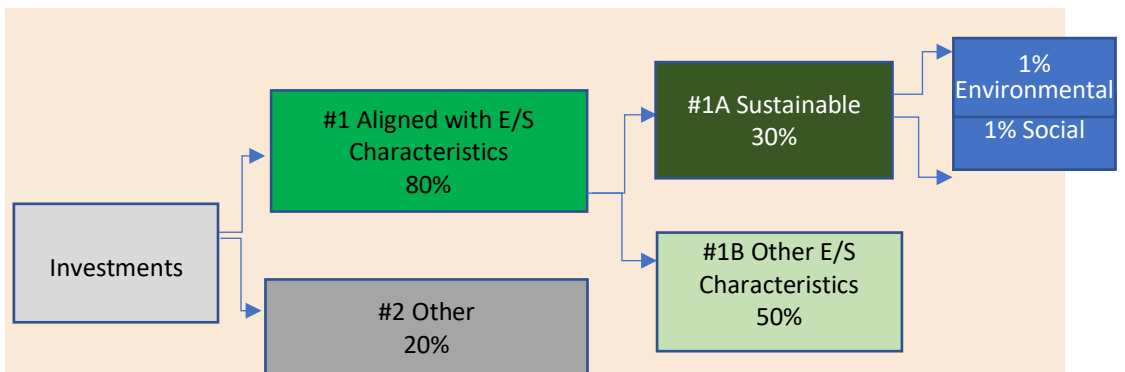 Investments
#1 Aligned with E/S
Characteristics
80%
#2 Other
20%
#1A Sustainable
30%
#1B Other E/S
Characteristics
50%
1%
Environmental
1% Social